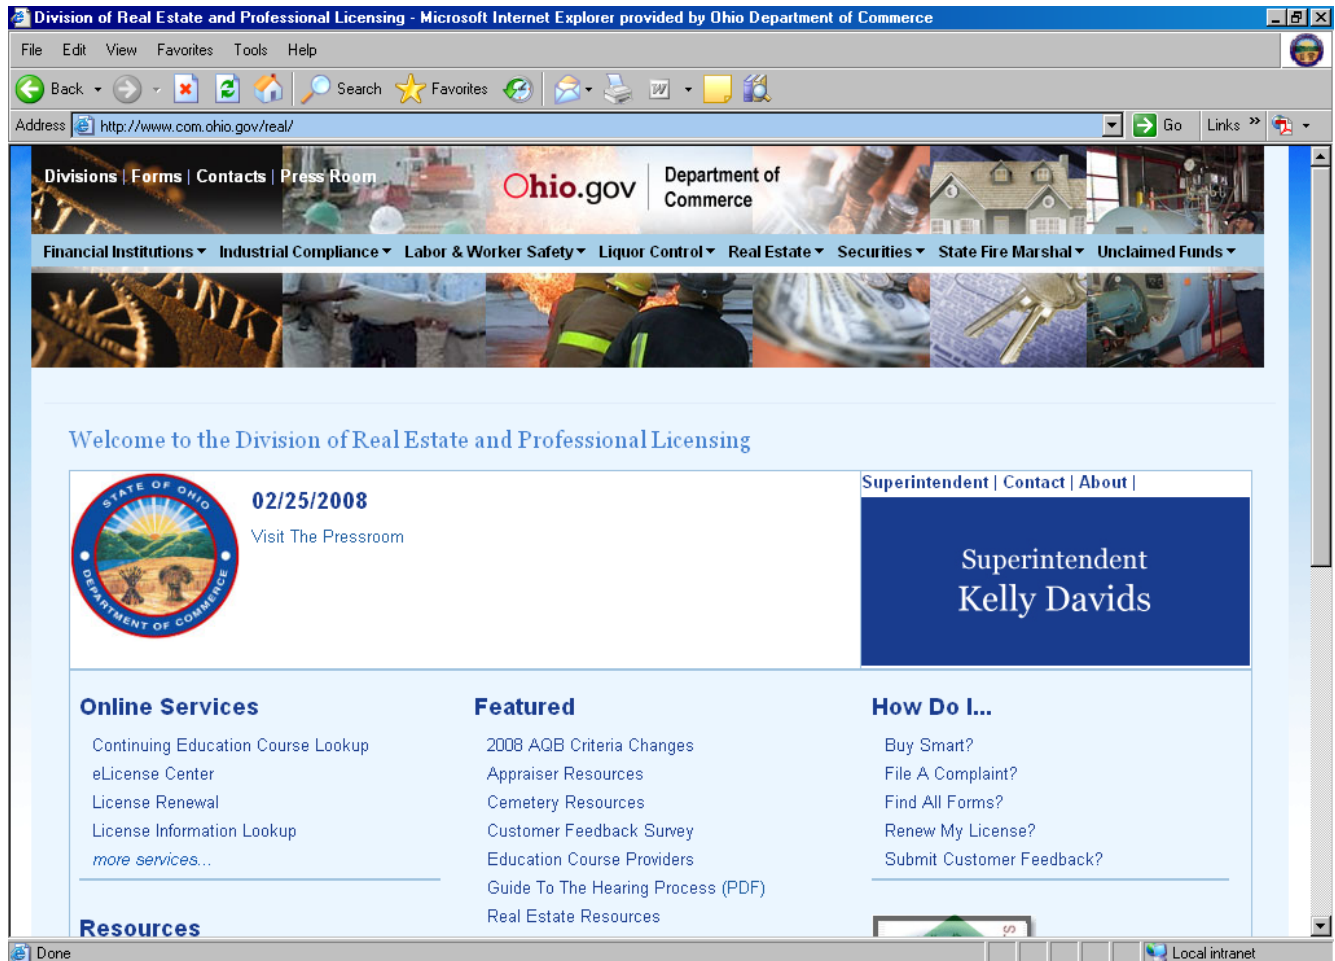 Division of Real Estate and Professional Licensing - Microsoft Internet Explorer provided by Ohio Department of Commerce
File Edit View Favorites Tools Help
Back Search Favorites
Address http://www.com.ohio.gov/real/ Go Links »
Divisions | Forms | Contacts | Press Room
Ohio.gov Department of
Commerce
Financial Institutions Industrial Compliance Labor & Worker Safety Liquor Control Real Estate Securities State Fire Marshal Unclaimed Funds
Welcome to the Division of Real Estate and Professional Licensing
STATE OF OHIO
DEPARTMENT OF COMMERCE
02/25/2008
Visit The Pressroom
Superintendent | Contact | About |
Superintendent
Kelly Davids
Online Services
Continuing Education Course Lookup
eLicense Center
License Renewal
License Information Lookup
more services...
Resources
Featured
2008 AQB Criteria Changes
Appraiser Resources
Cemetery Resources
Customer Feedback Survey
Education Course Providers
Guide To The Hearing Process (PDF)
Real Estate Resources
How Do I...
Buy Smart?
File A Complaint?
Find All Forms?
Renew My License?
Submit Customer Feedback?
Done
Local intranet